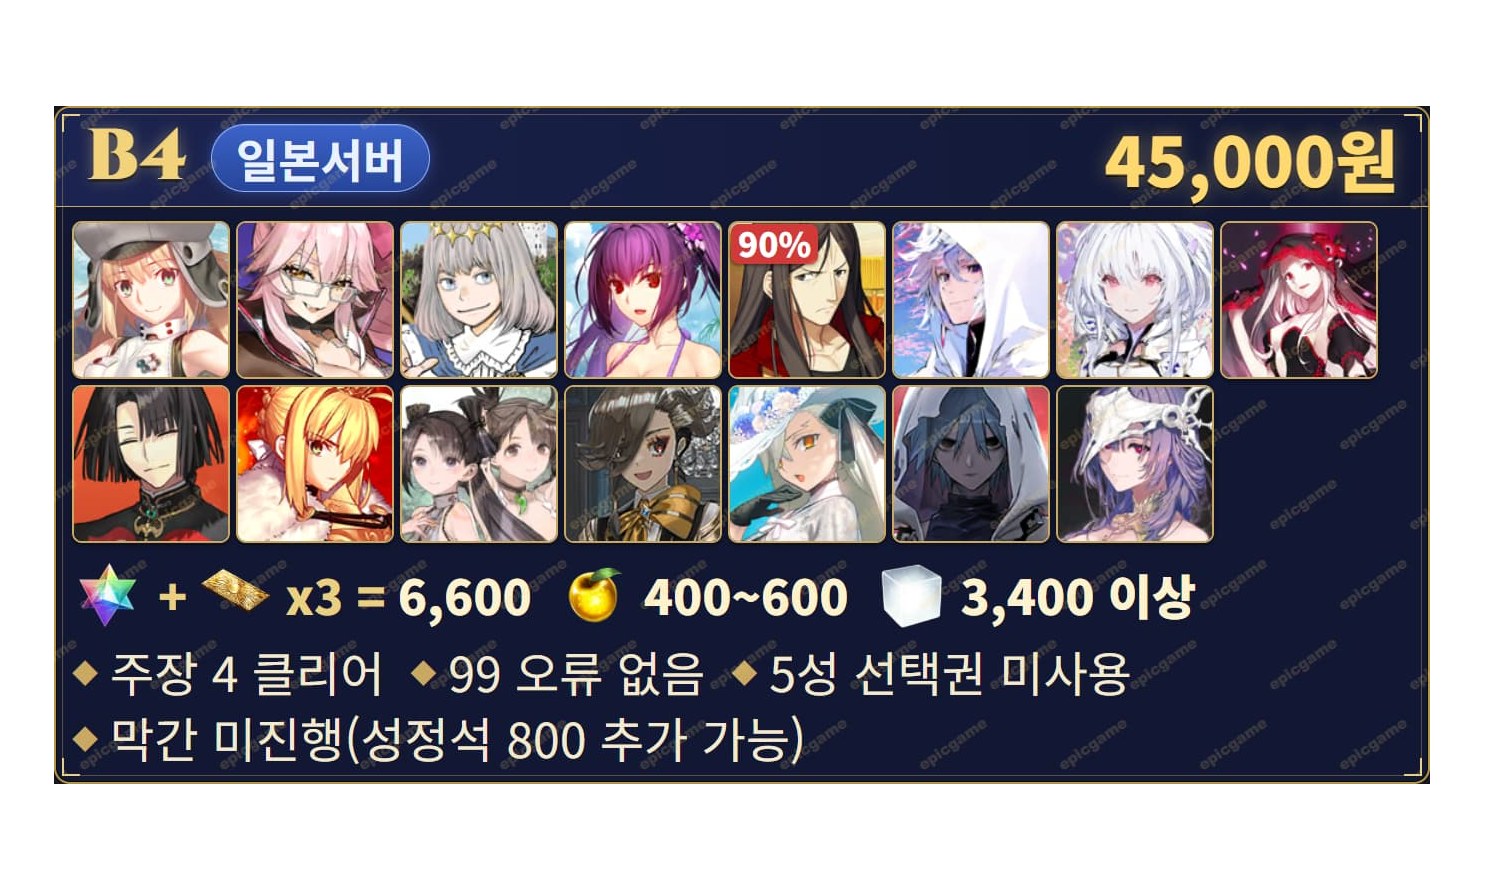 B4 일본서버 45,000원
90%
+ x3 = 6,600 400~600 3,400 이상
주장 4 클리어 99 오류 없음 5성 선택권 미사용
막간 미진행(성정석 800 추가 가능)
epicgame